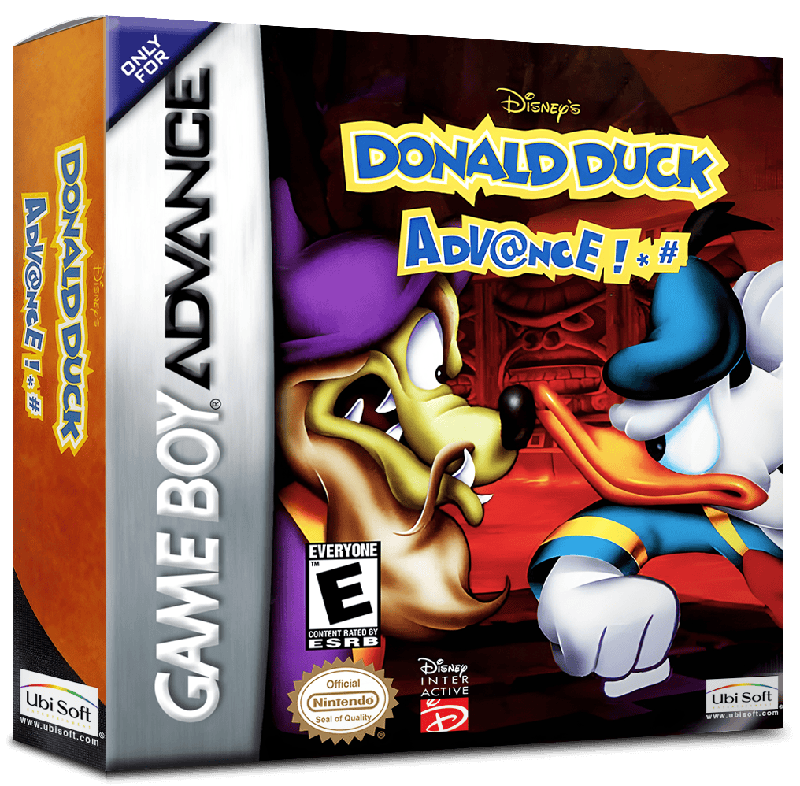 DISNEY'S
DONALD DUCK
ADV@NCE!*#
Ubi Soft
www.ubisoft.com
ONLY
FOR
GAME BOY ADVANCE
®
DISNEY'S
DONALD DUCK
ADV@NCE!*#
EVERYONE
™
E
CONTENT RATED BY
ESRB
Official
Nintendo
Seal of Quality
®
DISNEY
INTER
ACTIVE
D
Ubi Soft
www.ubisoft.com